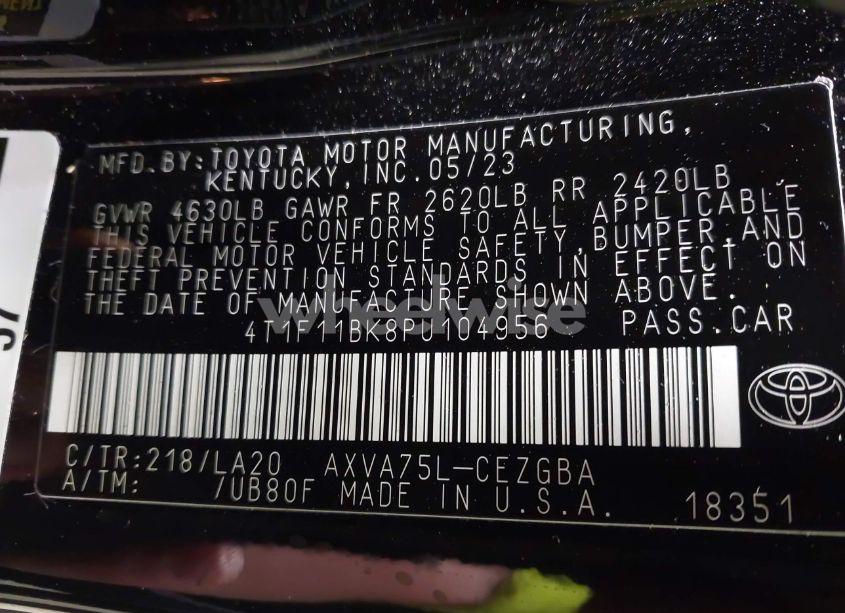 MFD. BY: TOYOTA MOTOR MANUFACTURING,
KENTUCKY, INC. 05/23
GVWR 4630LB GAWR FR 2620LB RR 2420LB
THIS VEHICLE CONFORMS TO ALL APPLICABLE
FEDERAL MOTOR VEHICLE SAFETY, BUMPER, AND
THEFT PREVENTION STANDARDS IN EFFECT ON
THE DATE OF MANUFACTURE SHOWN ABOVE.
wheelwise
PASS. CAR
C/TR: 218/LA20 AXVA75L-CEZGBA
A/TM: /UB80F MADE IN U.S.A. 18351